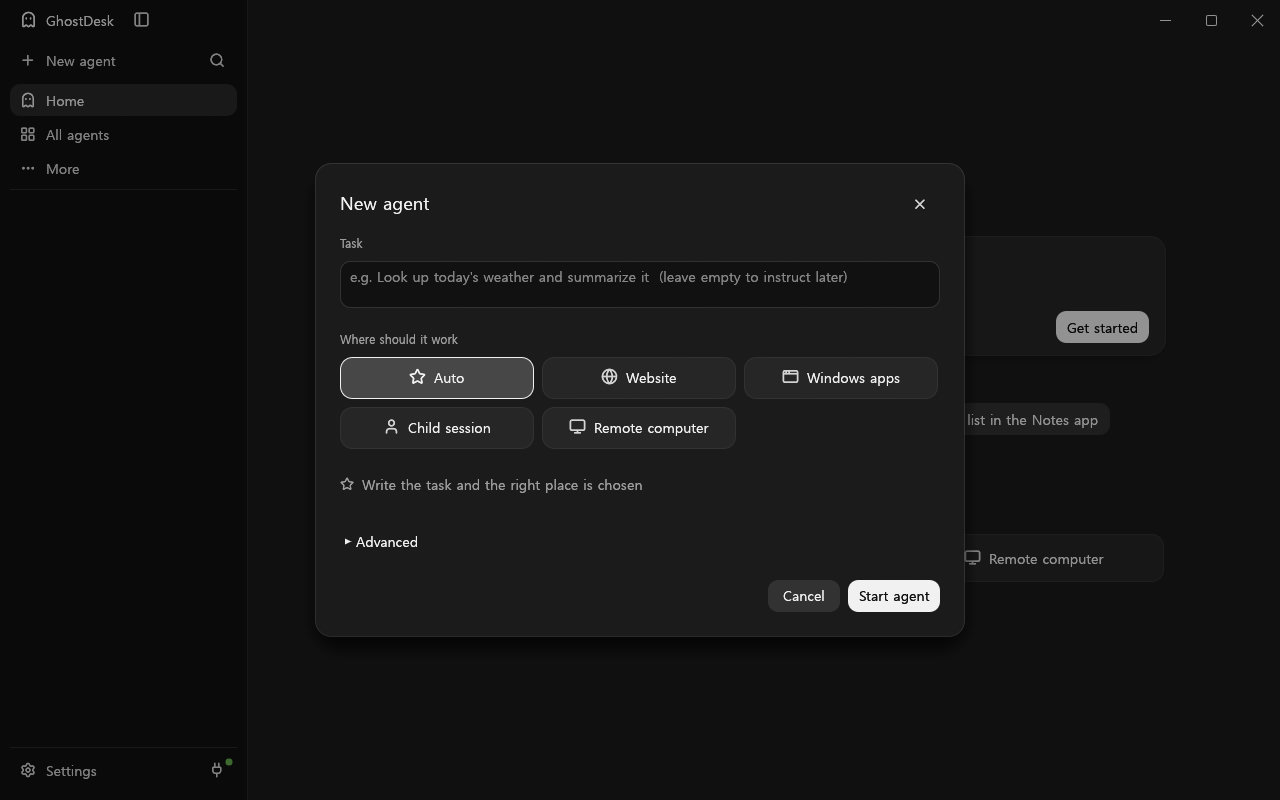 GhostDesk
New agent
Home
All agents
More
New agent
Task
e.g. Look up today's weather and summarize it (leave empty to instruct later)
Where should it work
Auto
Website
Windows apps
Child session
Remote computer
Write the task and the right place is chosen
Advanced
Cancel
Start agent
Get started
list in the Notes app
Remote computer
Settings